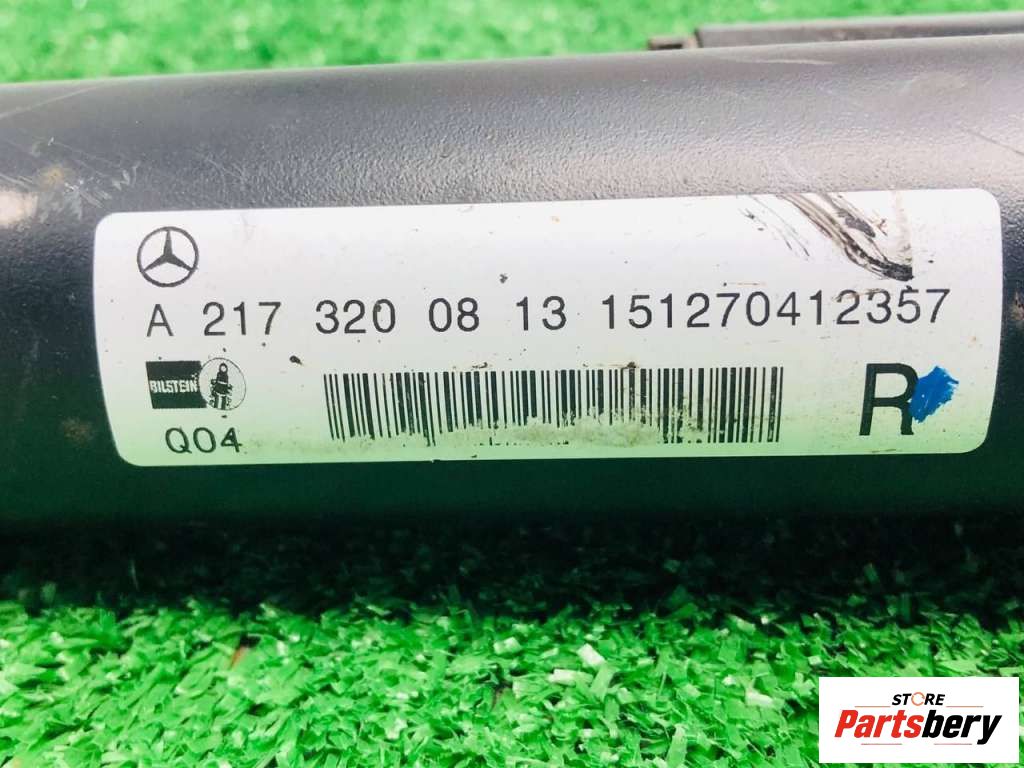 A 217 320 08 13 151270412357
BILSTEIN
R
Q04
STORE
Partsbery